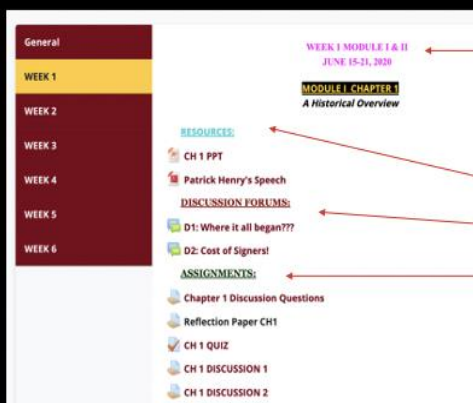 General
WEEK 1
WEEK 2
WEEK 3
WEEK 4
WEEK 5
WEEK 6
WEEK I MODULE I & II
JUNE 15-21, 2020
MODULE I CHAPTER 1
A Historical Overview
RESOURCES:
CH 1 PPT
Patrick Henry's Speech
DISCUSSION FORUMS:
D1: Where it all began???
D2: Cost of Signers!
ASSIGNMENTS:
Chapter 1 Discussion Questions
Reflection Paper CH1
CH 1 QUIZ
CH 1 DISCUSSION 1
CH 1 DISCUSSION 2